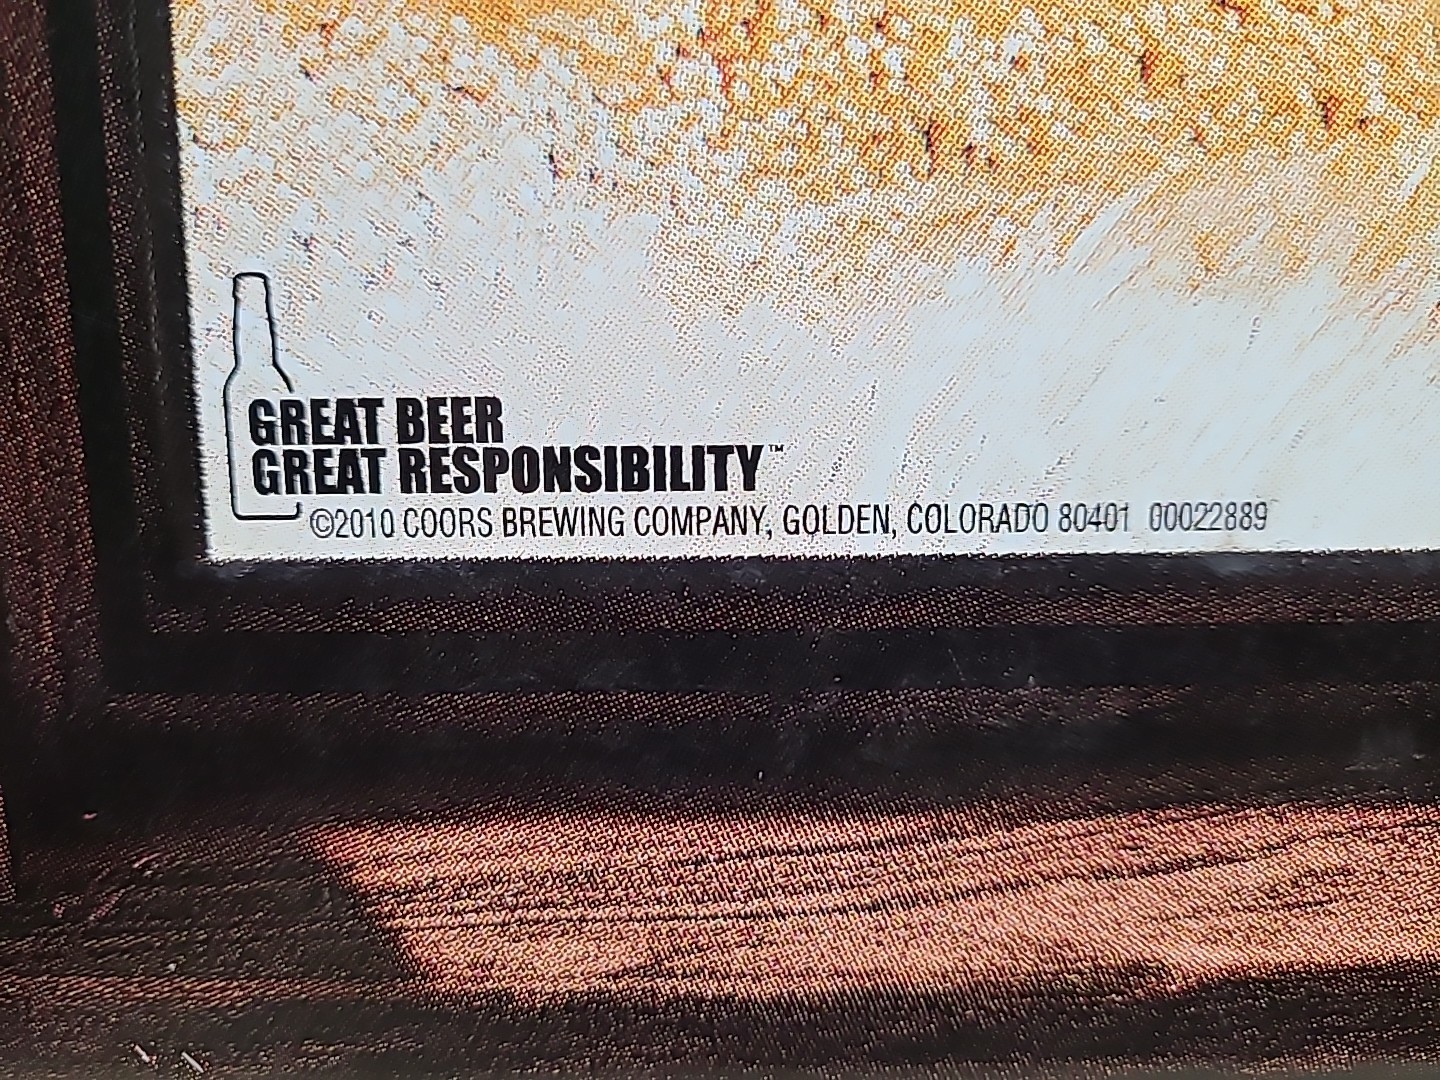 GREAT BEER
GREAT RESPONSIBILITY™
©2010 COORS BREWING COMPANY, GOLDEN, COLORADO 80401 00022889